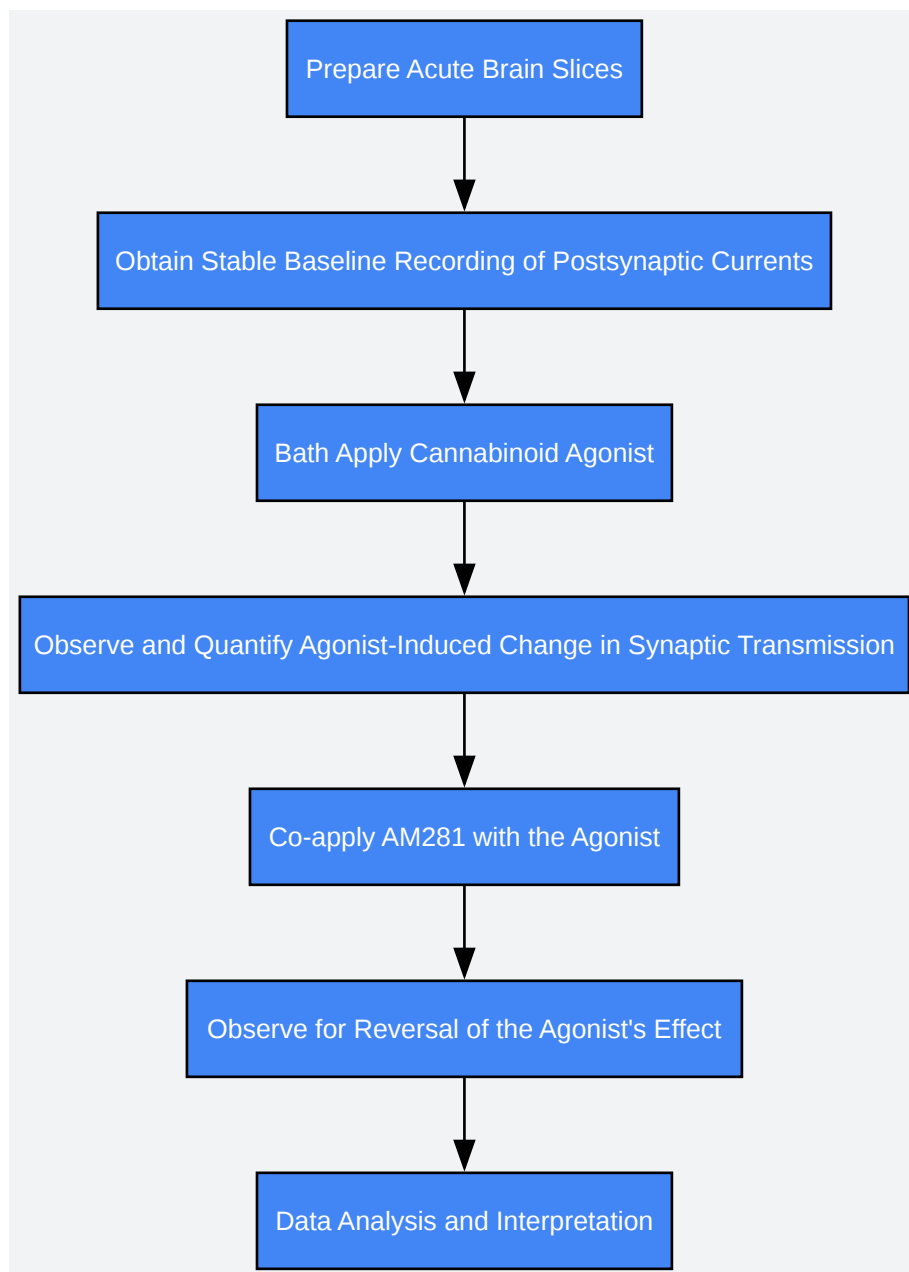 Prepare Acute Brain Slices
Obtain Stable Baseline Recording of Postsynaptic Currents
Bath Apply Cannabinoid Agonist
Observe and Quantify Agonist-Induced Change in Synaptic Transmission
Co-apply AM281 with the Agonist
Observe for Reversal of the Agonist's Effect
Data Analysis and Interpretation